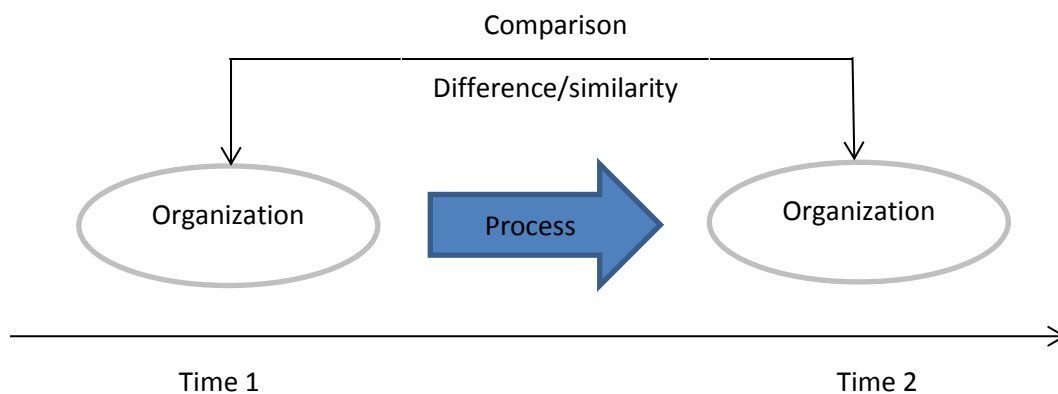 Comparison
Difference/similarity
Organization
Process
Organization
Time 1
Time 2